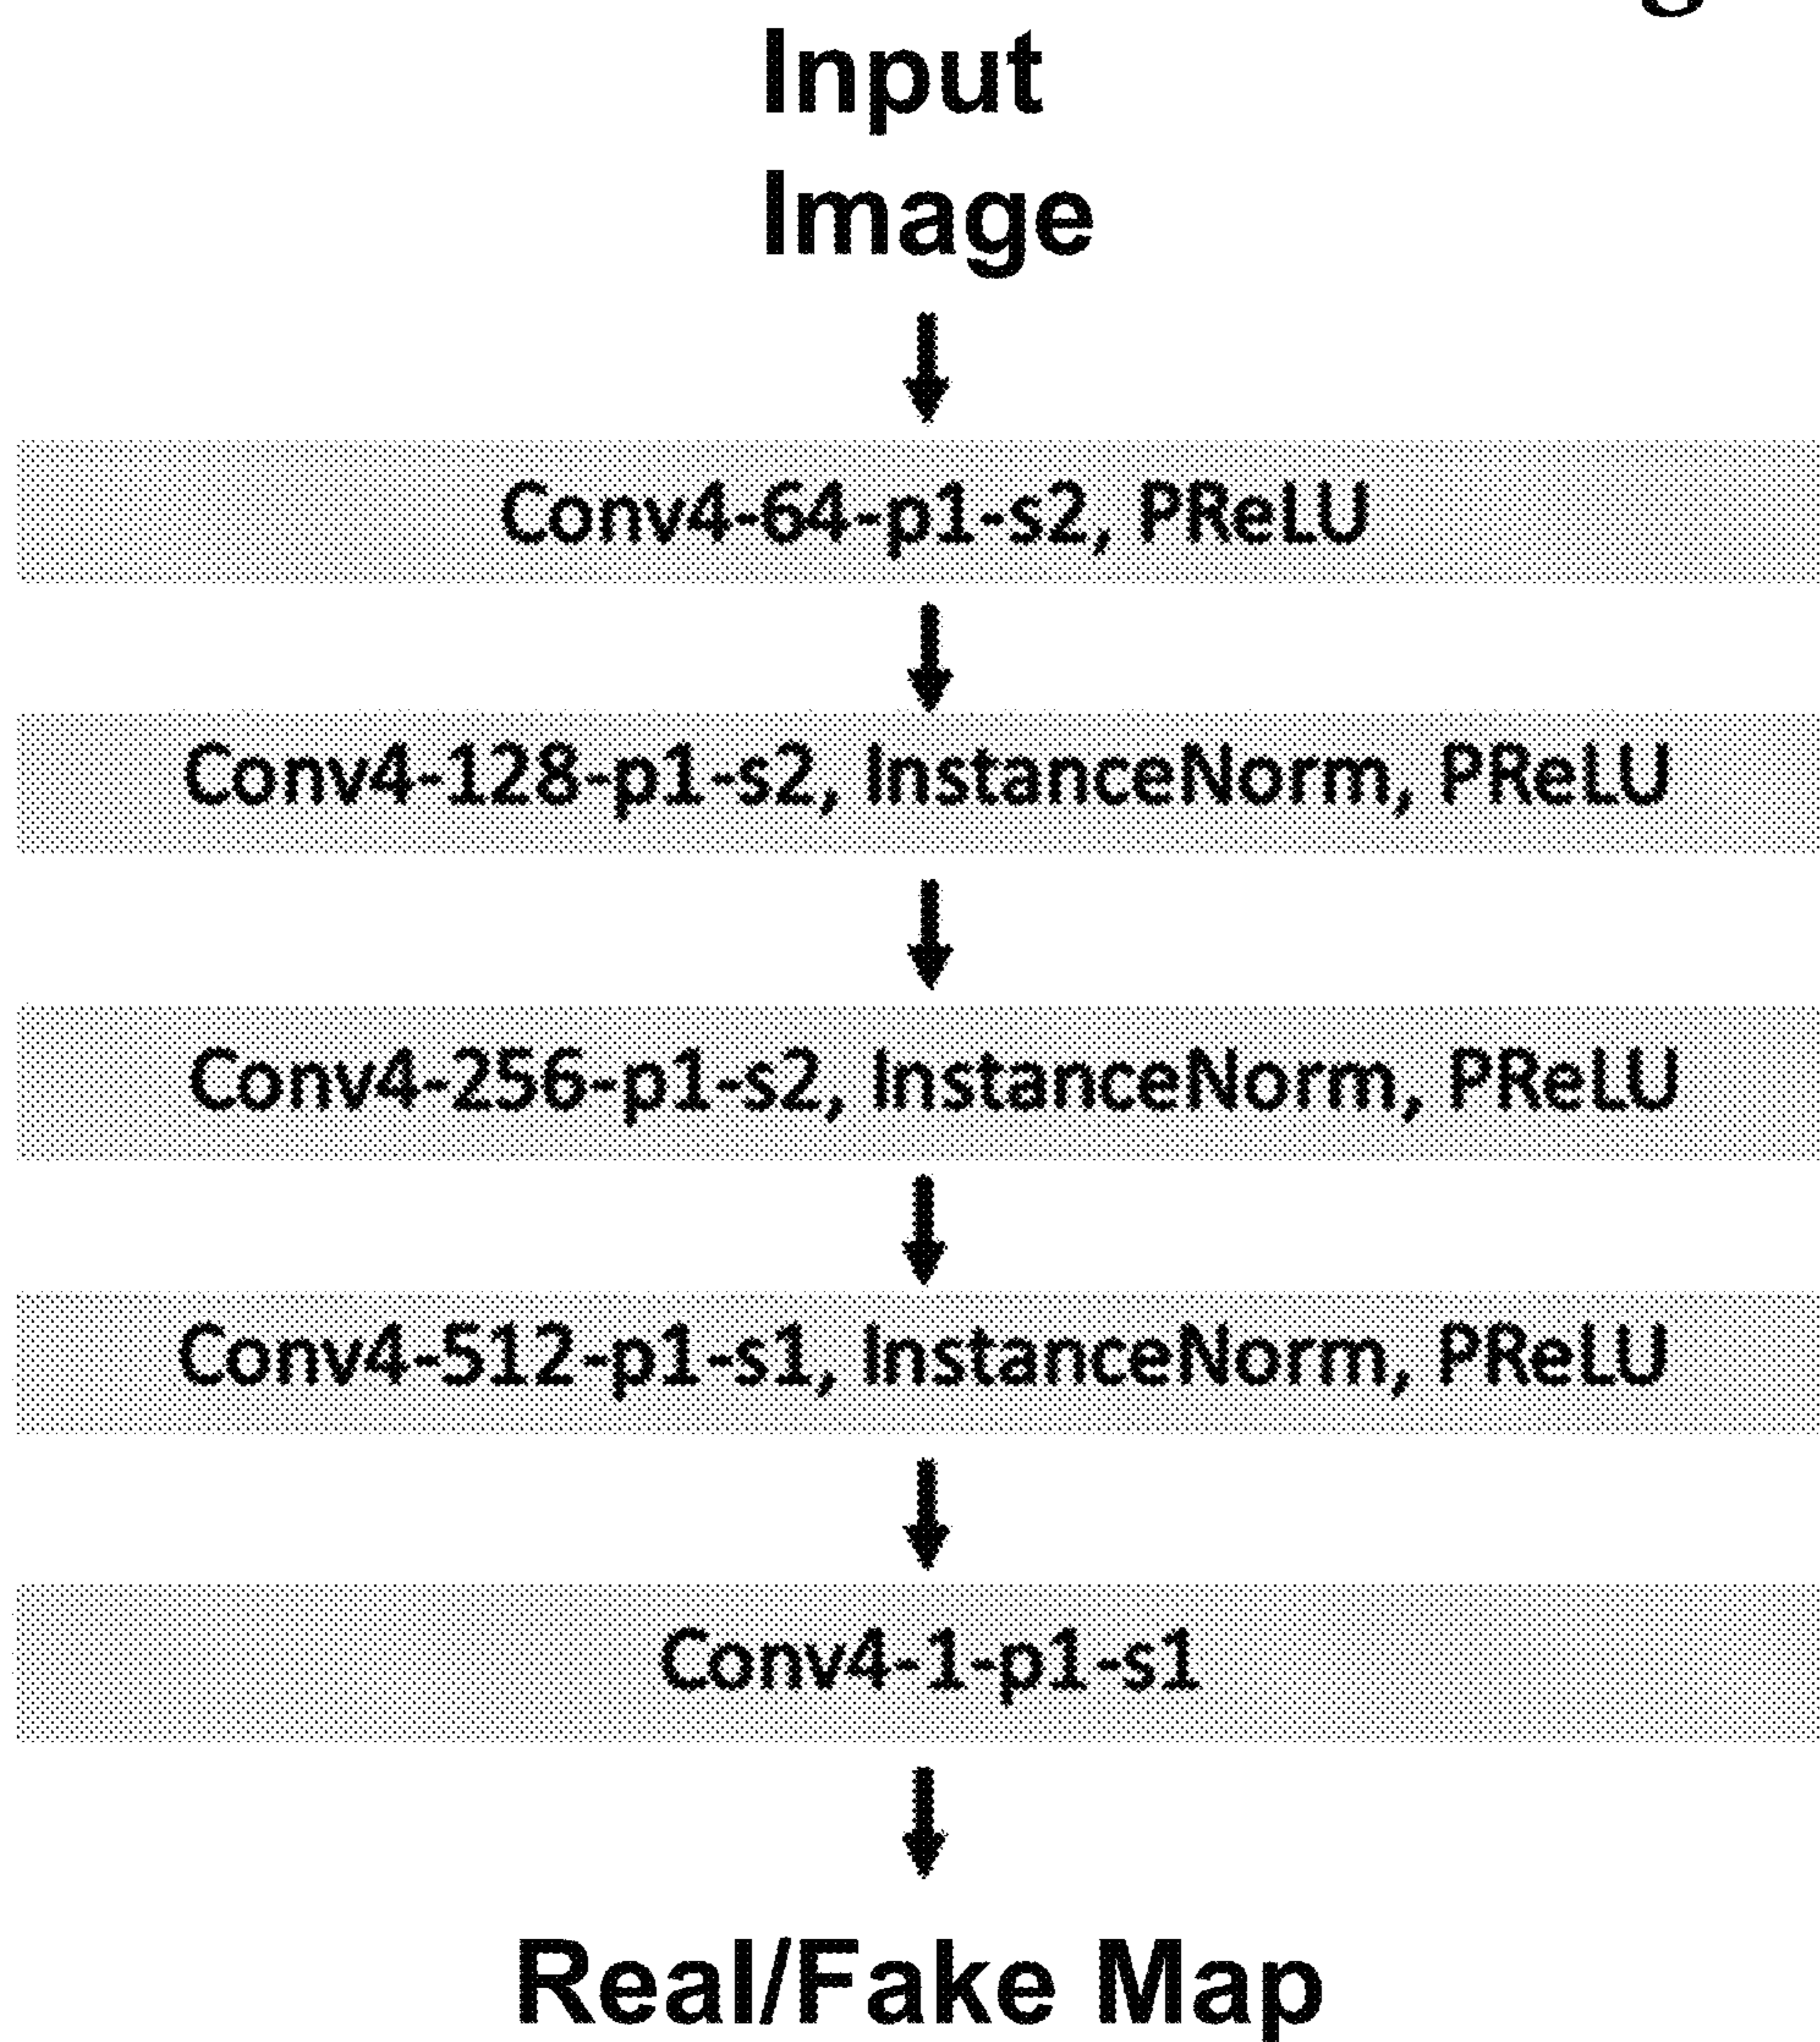 Input
Image
Conv4-64-p1-s2, PReLU
Conv4-128-p1-s2, InstanceNorm, PReLU
Conv4-256-p1-s2, InstanceNorm, PReLU
Conv4-512-p1-s1, InstanceNorm, PReLU
Conv4-1-p1-s1
Real/Fake Map